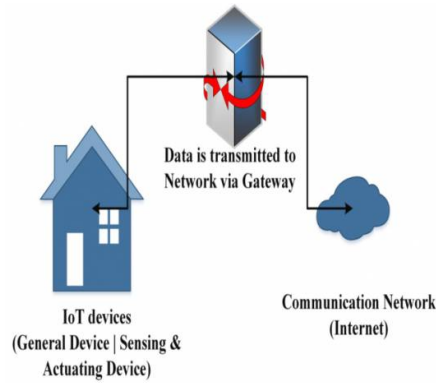 Data is transmitted to
Network via Gateway
IoT devices
(General Device | Sensing &
Actuating Device)
Communication Network
(Internet)